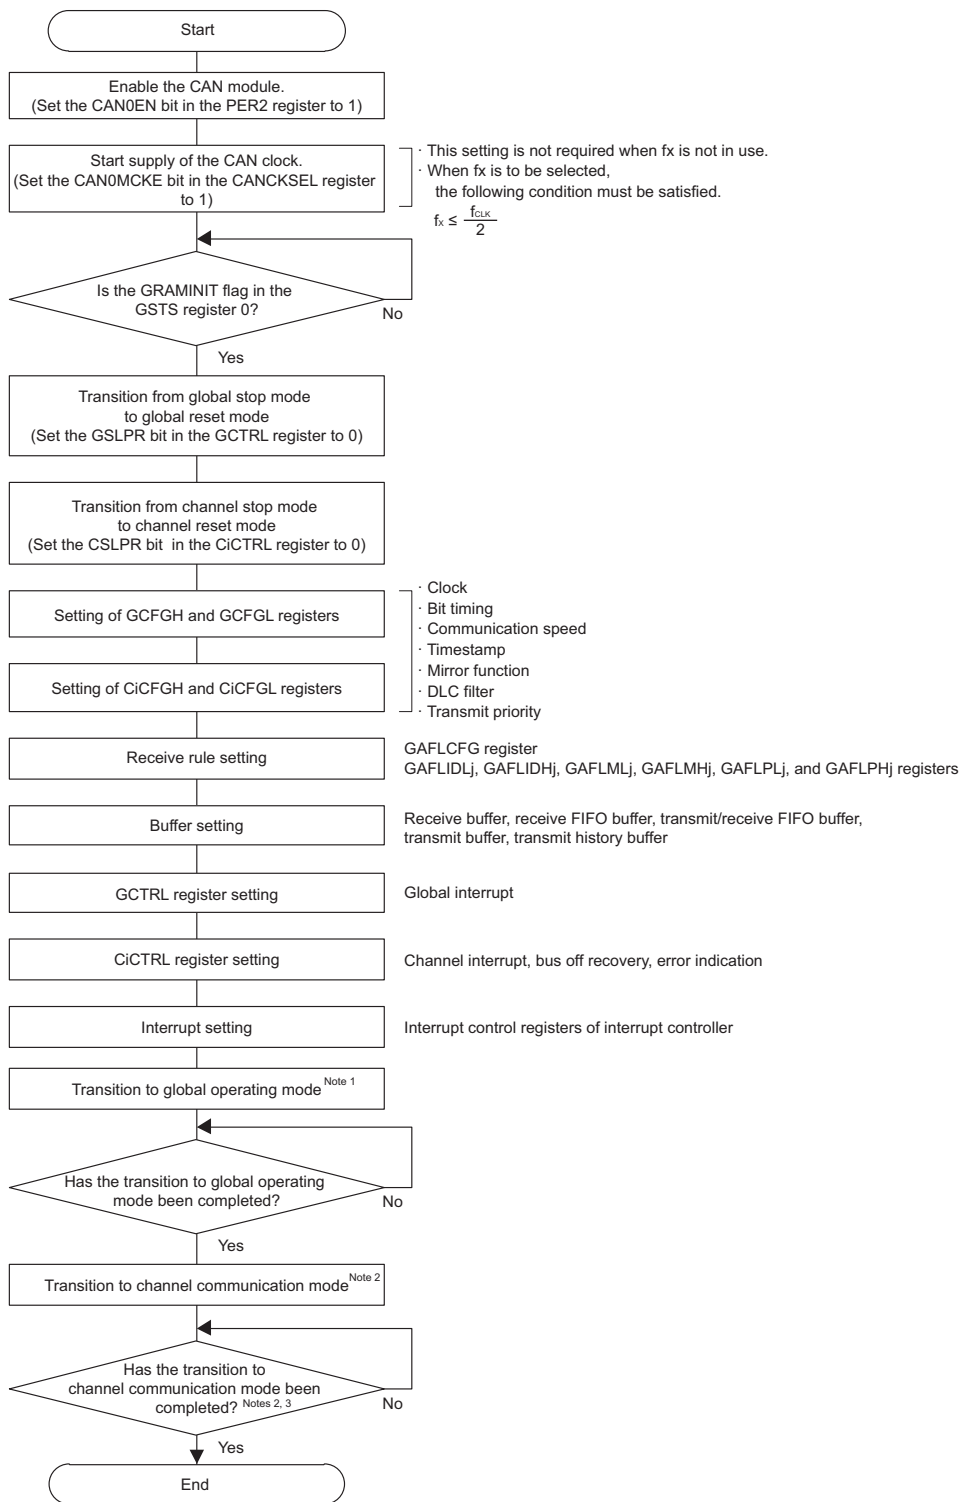 Start
Enable the CAN module.
(Set the CAN0EN bit in the PER2 register to 1)
Start supply of the CAN clock.
(Set the CAN0MCKE bit in the CANCKSEL register
to 1)
· This setting is not required when fx is not in use.
· When fx is to be selected,
the following condition must be satisfied.
fx ≤ fCLK
2
Is the GRAMINIT flag in the
GSTS register 0?
No
Yes
Transition from global stop mode
to global reset mode
(Set the GSLPR bit in the GCTRL register to 0)
Transition from channel stop mode
to channel reset mode
(Set the CSLPR bit in the CiCTRL register to 0)
Setting of GCFGH and GCFGL registers
Setting of CiCFGH and CiCFGL registers
· Clock
· Bit timing
· Communication speed
· Timestamp
· Mirror function
· DLC filter
· Transmit priority
Receive rule setting
GAFLCFG register
GAFLIDLj, GAFLIDHj, GAFLMLj, GAFLMHj, GAFLPLj, and GAFLPHj registers
Buffer setting
Receive buffer, receive FIFO buffer, transmit/receive FIFO buffer,
transmit buffer, transmit history buffer
GCTRL register setting
Global interrupt
CiCTRL register setting
Channel interrupt, bus off recovery, error indication
Interrupt setting
Interrupt control registers of interrupt controller
Transition to global operating mode Note 1
Has the transition to global operating
mode been completed?
No
Yes
Transition to channel communication mode Note 2
Has the transition to
channel communication mode been
completed? Notes 2, 3
No
Yes
End